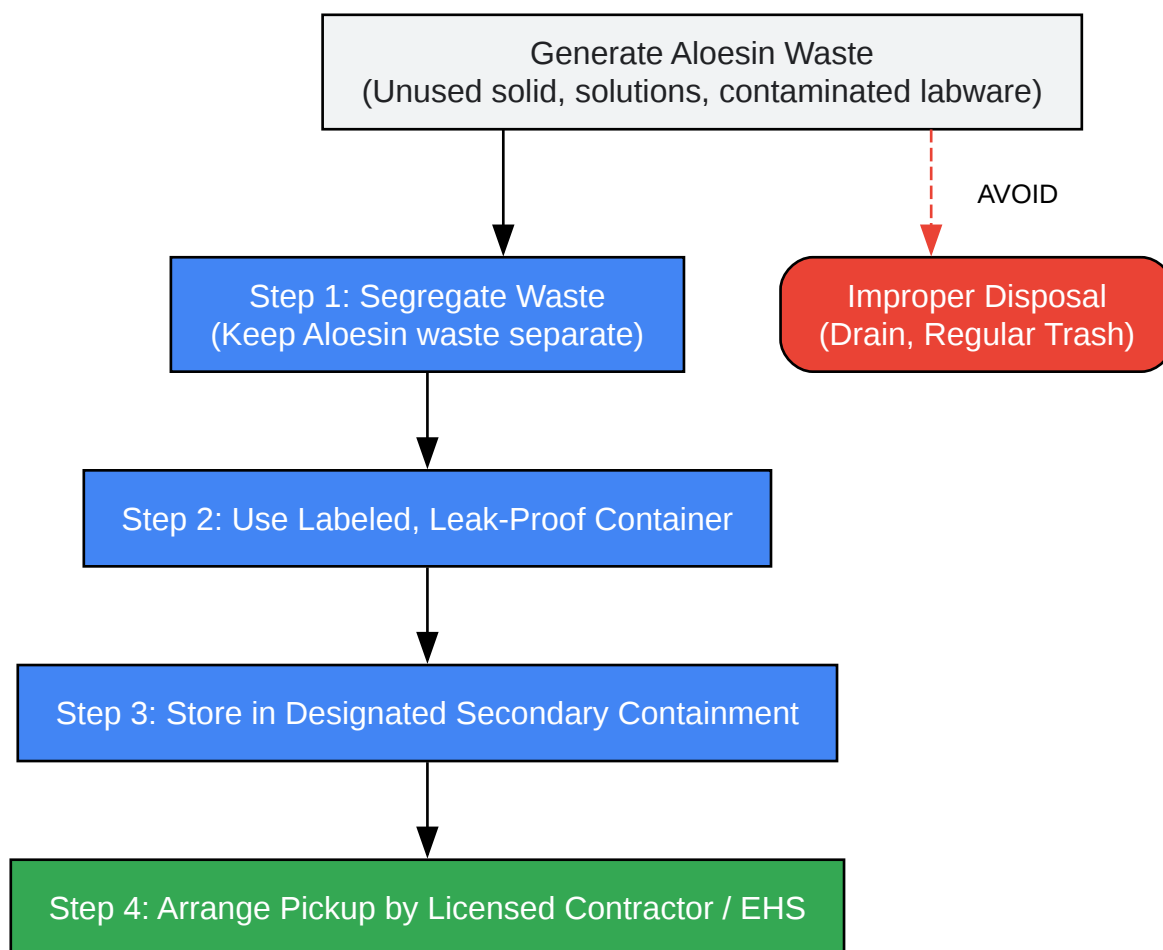 Generate Aloesin Waste
(Unused solid, solutions, contaminated labware)
AVOID
Step 1: Segregate Waste
(Keep Aloesin waste separate)
Improper Disposal
(Drain, Regular Trash)
Step 2: Use Labeled, Leak-Proof Container
Step 3: Store in Designated Secondary Containment
Step 4: Arrange Pickup by Licensed Contractor / EHS